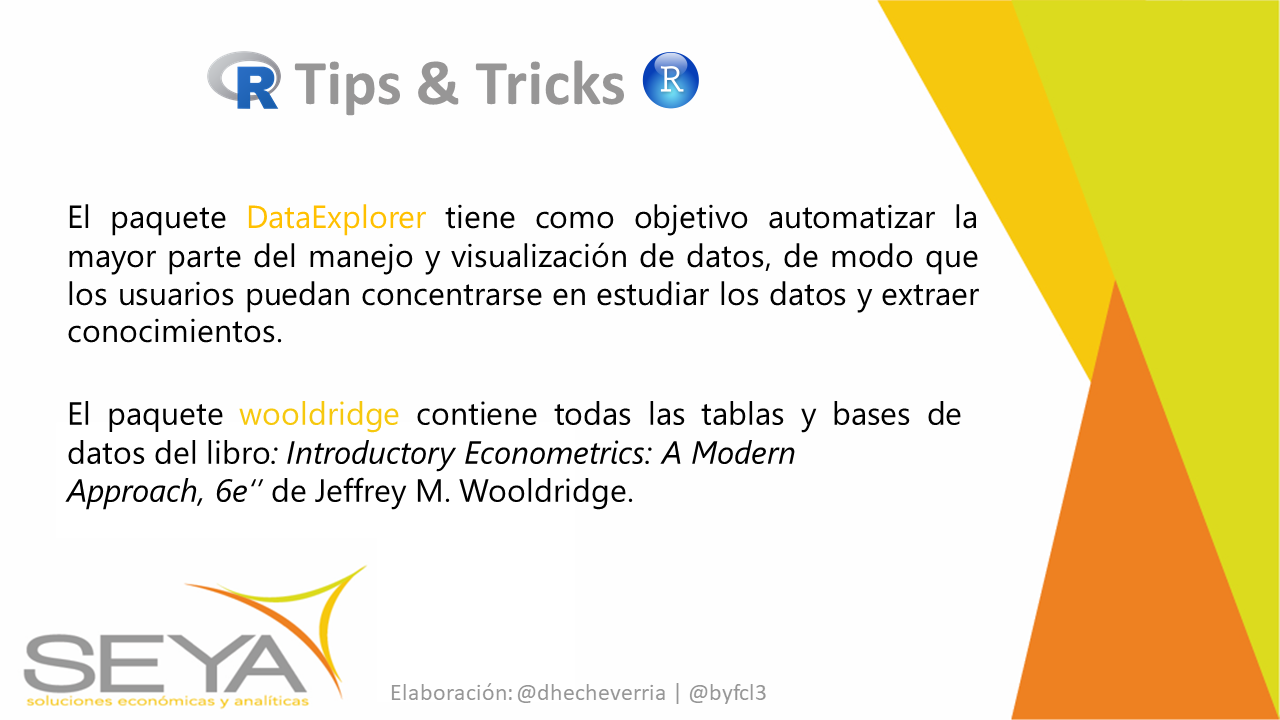 R Tips & Tricks R
El paquete DataExplorer tiene como objetivo automatizar la
mayor parte del manejo y visualización de datos, de modo que
los usuarios puedan concentrarse en estudiar los datos y extraer
conocimientos.
El paquete wooldridge contiene todas las tablas y bases de
datos del libro: Introductory Econometrics: A Modern
Approach, 6e’’ de Jeffrey M. Wooldridge.
SEYA
soluciones económicas y analíticas
Elaboración: @dhecheverria | @byfcl3